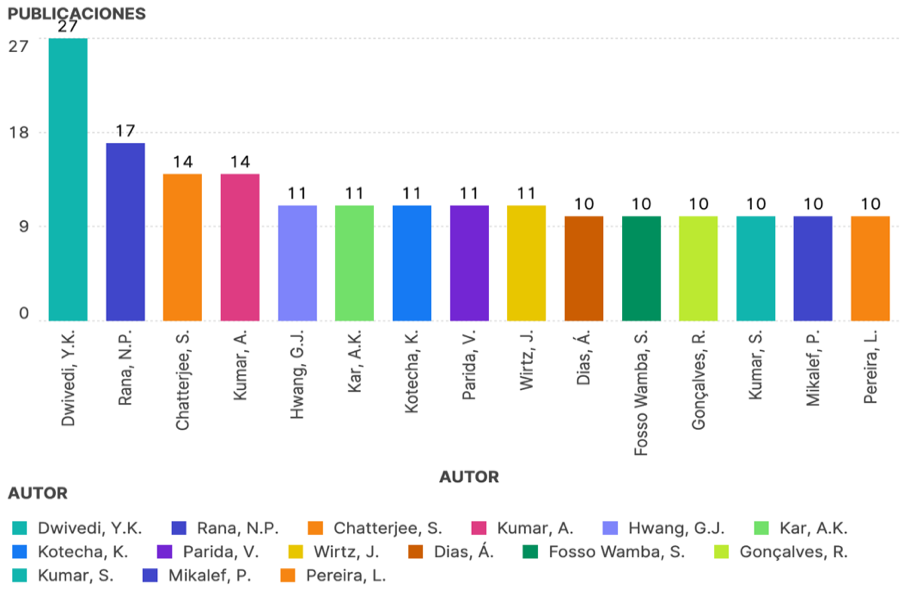 PUBLICACIONES
27
27
18
9
0
17
14
14
11
11
11
11
11
10
10
10
10
10
10
Dwivedi, Y.K.
Rana, N.P.
Chatterjee, S.
Kumar, A.
Hwang, G.J.
Kar, A.K.
Kotecha, K.
Parida, V.
Wirtz, J.
Dias, Á.
Fosso Wamba, S.
Gonçalves, R.
Kumar, S.
Mikalef, P.
Pereira, L.
AUTOR
AUTOR
Dwivedi, Y.K. Rana, N.P. Chatterjee, S. Kumar, A. Hwang, G.J. Kar, A.K.
Kotecha, K. Parida, V. Wirtz, J. Dias, Á. Fosso Wamba, S. Gonçalves, R.
Kumar, S. Mikalef, P. Pereira, L.